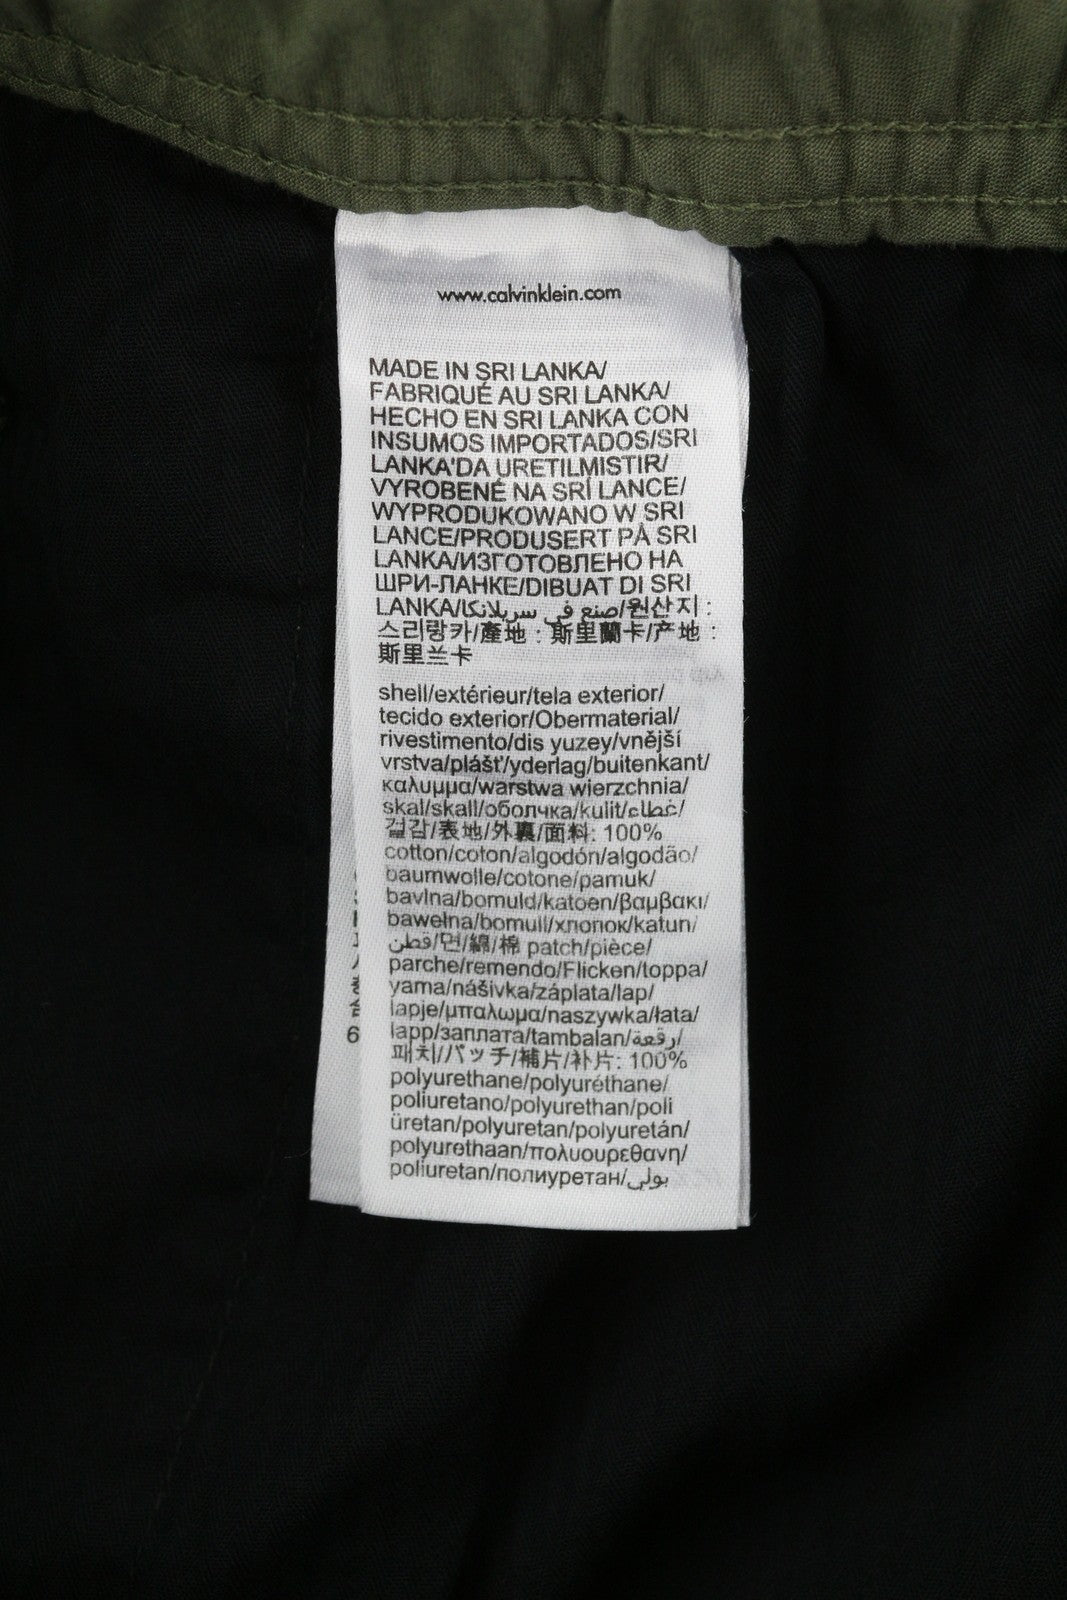 www.calvinklein.com
MADE IN SRI LANKA/
FABRIQUÉ AU SRI LANKA/
HECHO EN SRI LANKA CON
INSUMOS IMPORTADOS/SRI
LANKA'DA URETILMISTIR/
VYROBENÉ NA SRÍ LANCE/
WYPRODUKOWANO W SRI
LANCE/PRODUSERT PÅ SRI
LANKA/ИЗГОТОВЛЕНО НА
ШРИ-ЛАНКЕ/DIBUAT DI SRI
LANKA/صنع في سريلانكا/원산지 :
스리랑카/產地 : 斯里蘭卡/产地 :
斯里兰卡
shell/extérieur/tela exterior/
tecido exterior/Obermaterial/
rivestimento/dis yuzey/vnější
vrstva/plášť/yderlag/buitenkant/
καλυμμα/warstwa wierzchnia/
skal/skall/оболчка/kulit/غطاء/
겉감/表地/外裏/面料: 100%
cotton/coton/algodón/algodão/
baumwolle/cotone/pamuk/
bavlna/bomuld/katoen/βαμβακι/
bawełna/bomull/хлопок/katun/
قطن/면/綿/棉 patch/pièce/
parche/remendo/Flicken/toppa/
yama/nášivka/záplata/lap/
lapje/μπαλωμα/naszywka/łata/
lapp/заплата/tambalan/رقعة/
패치/パッチ/補片/补片: 100%
polyurethane/polyuréthane/
poliuretano/polyurethan/poli
üretan/polyuretan/polyuretán/
polyurethaan/πολυουρεθανη/
poliuretan/полиуретан/بولي
6